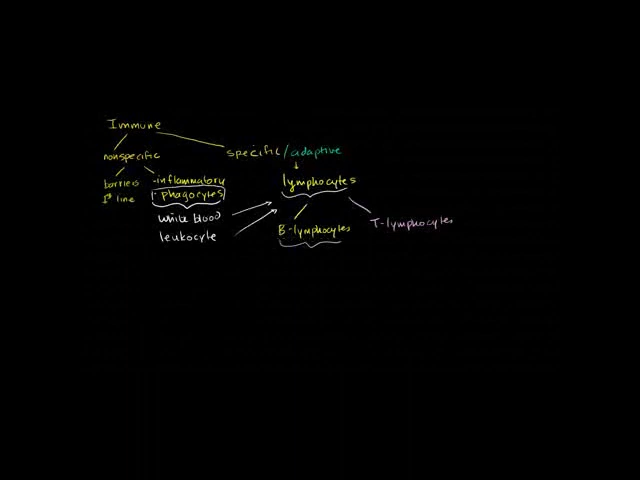 Immune
nonspecific
specific/adaptive
barriers
1st line
-inflammatory
- phagocytes
lymphocytes
white blood
leukocyte
B-lymphocytes
T-lymphocytes